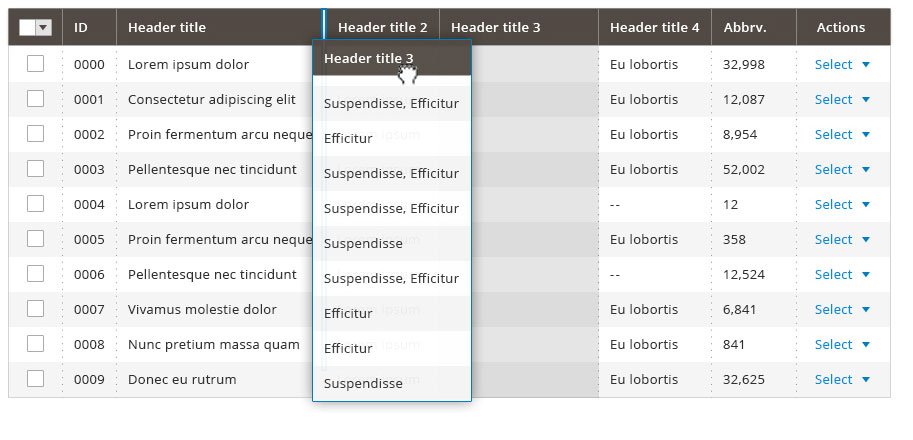 ID Header title Header title 2 Header title 3 Header title 4 Abbrv. Actions
0000 Lorem ipsum dolor Header title 3 Eu lobortis 32,998 Select
0001 Consectetur adipiscing elit Suspendisse, Efficitur Eu lobortis 12,087 Select
0002 Proin fermentum arcu neque Efficitur Eu lobortis 8,954 Select
0003 Pellentesque nec tincidunt Suspendisse, Efficitur Eu lobortis 52,002 Select
0004 Lorem ipsum dolor Suspendisse, Efficitur -- 12 Select
0005 Proin fermentum arcu neque Suspendisse Eu lobortis 358 Select
0006 Pellentesque nec tincidunt Suspendisse, Efficitur -- 12,524 Select
0007 Vivamus molestie dolor Efficitur Eu lobortis 6,841 Select
0008 Nunc pretium massa quam Efficitur Eu lobortis 841 Select
0009 Donec eu rutrum Suspendisse Eu lobortis 32,625 Select